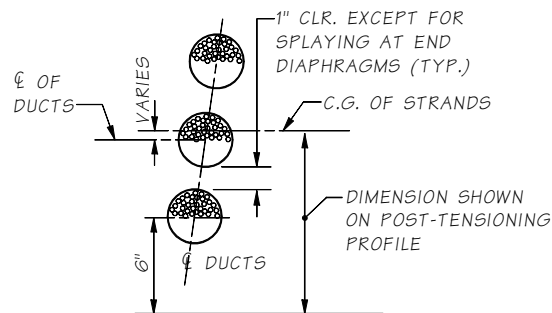 1" CLR. EXCEPT FOR
SPLAYING AT END
DIAPHRAGMS (TYP.)
℄ OF
DUCTS
VARIES
C.G. OF STRANDS
DIMENSION SHOWN
ON POST-TENSIONING
PROFILE
6"
℄ DUCTS